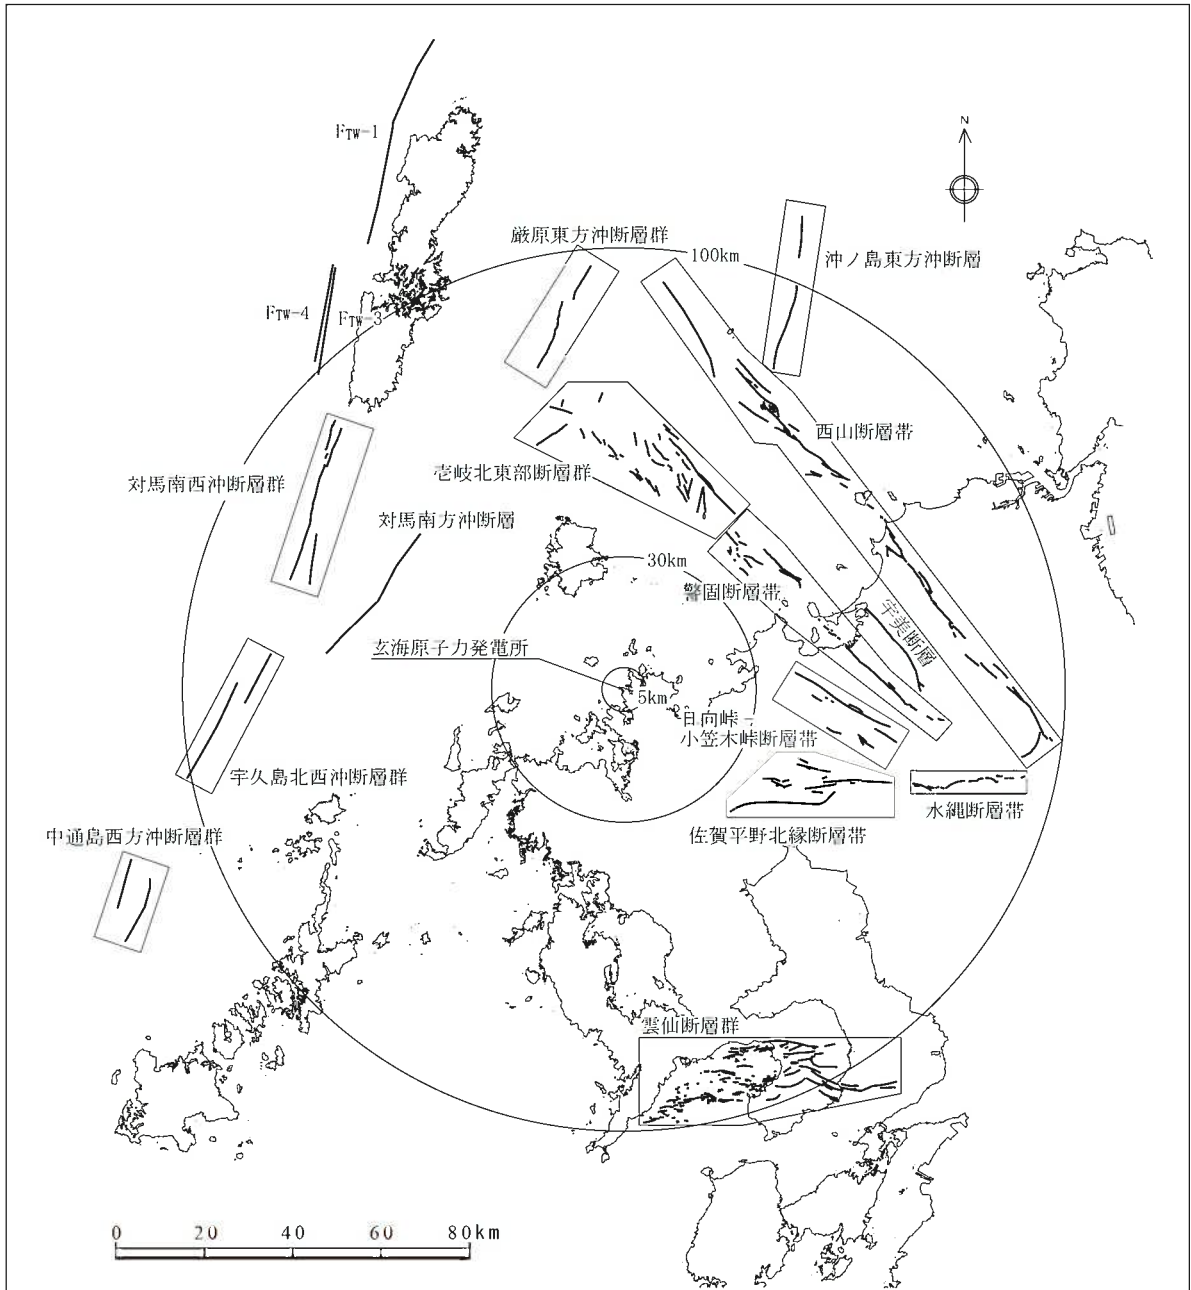 FTW-1
N
厳原東方沖断層群
100km
沖ノ島東方沖断層
FTW-4
FTW-3
西山断層帯
壱岐北東部断層群
対馬南西沖断層群
対馬南方沖断層
30km
警固断層帯
宇美断層
玄海原子力発電所
5km
日向峠－
小笠木峠断層帯
宇久島北西沖断層群
水縄断層帯
佐賀平野北縁断層帯
中通島西方沖断層群
雲仙断層群
0 20 40 60 80km